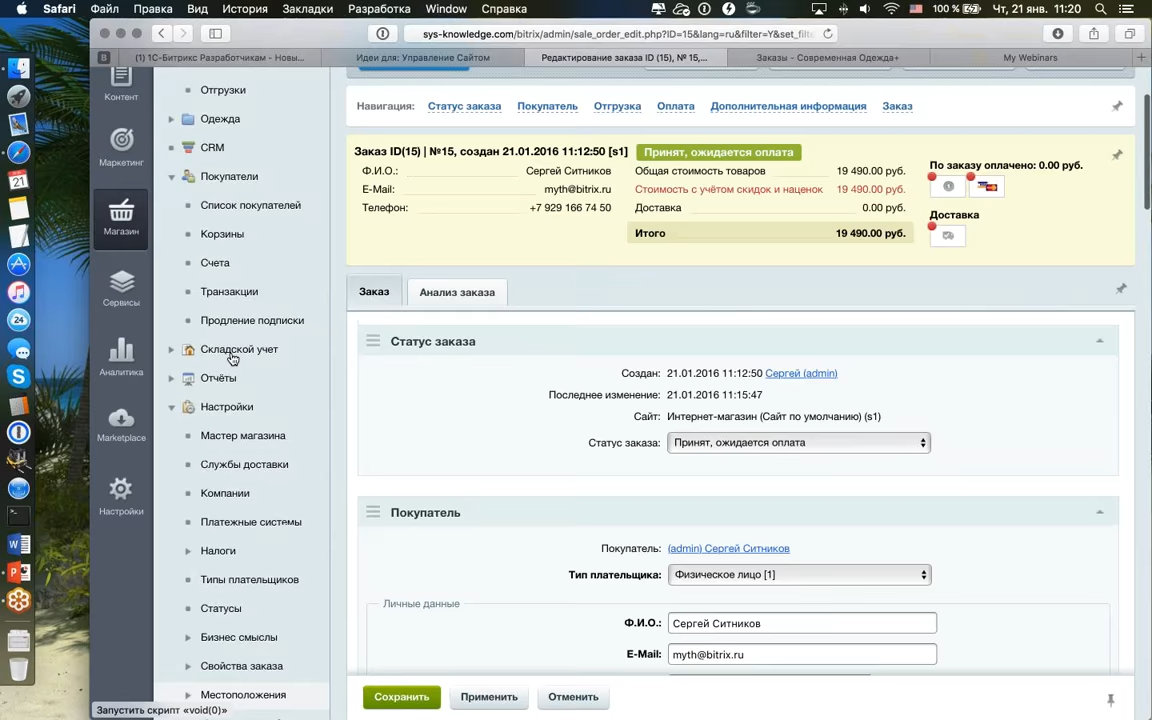 Safari Файл Правка Вид История Закладки Разработка Окно Справка 100 % Чт, 21 янв. 11:20
sys-knowledge.com/bitrix/admin/sale_order_edit.php?ID=15&lang=ru&filter=Y&set_fil
(1) 1С-Битрикс Разработчикам - Новы... Идеи для: Управление Сайтом Редактирование заказа ID (15), № 15,... Заказы - Современная Одежда+ My Webinars
Контент
Маркетинг
Магазин
Сервисы
Аналитика
Marketplace
Настройки
Отгрузки
Одежда
CRM
Покупатели
Список покупателей
Корзины
Счета
Транзакции
Продление подписки
Складской учет
Отчёты
Настройки
Мастер магазина
Службы доставки
Компании
Платежные системы
Налоги
Типы плательщиков
Статусы
Бизнес смыслы
Свойства заказа
Местоположения
Запустить скрипт «void(0)»
Навигация: Статус заказа Покупатель Отгрузка Оплата Дополнительная информация Заказ
Заказ ID(15) | №15, создан 21.01.2016 11:12:50 [s1] Принят, ожидается оплата
Ф.И.О.: Сергей Ситников
E-Mail: myth@bitrix.ru
Телефон: +7 929 166 74 50
Общая стоимость товаров 19 490.00 руб.
Стоимость с учётом скидок и наценок 19 490.00 руб.
Доставка 0.00 руб.
Итого 19 490.00 руб.
По заказу оплачено: 0.00 руб.
Доставка
Заказ Анализ заказа
Статус заказа
Создан: 21.01.2016 11:12:50 Сергей (admin)
Последнее изменение: 21.01.2016 11:15:47
Сайт: Интернет-магазин (Сайт по умолчанию) (s1)
Статус заказа: Принят, ожидается оплата
Покупатель
Покупатель: (admin) Сергей Ситников
Тип плательщика: Физическое лицо [1]
Личные данные
Ф.И.О.: Сергей Ситников
E-Mail: myth@bitrix.ru
Сохранить Применить Отменить